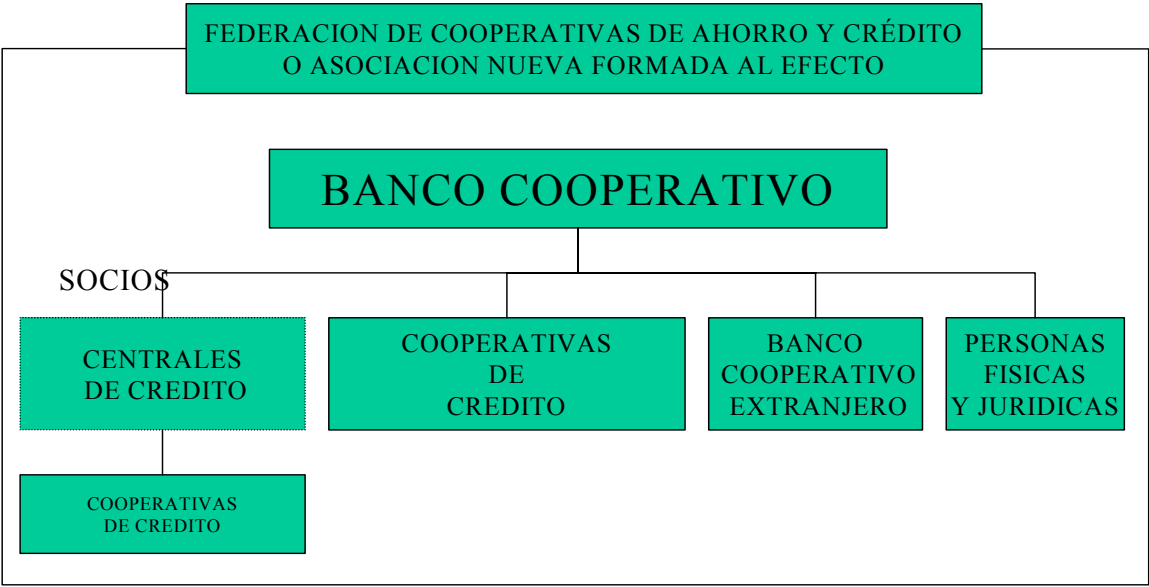 FEDERACION DE COOPERATIVAS DE AHORRO Y CRÉDITO
O ASOCIACION NUEVA FORMADA AL EFECTO
BANCO COOPERATIVO
SOCIOS
CENTRALES
DE CREDITO
COOPERATIVAS
DE
CREDITO
BANCO
COOPERATIVO
EXTRANJERO
PERSONAS
FISICAS
Y JURIDICAS
COOPERATIVAS
DE CREDITO